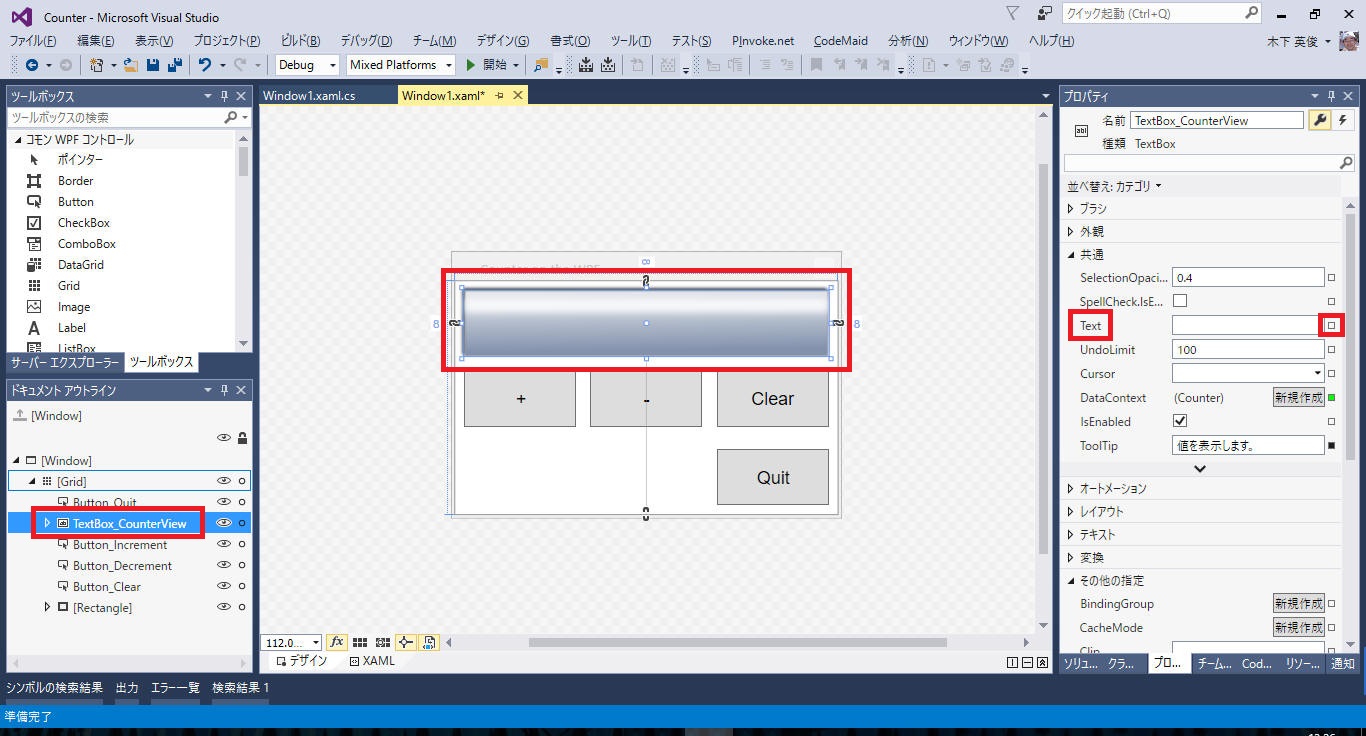 Counter - Microsoft Visual Studio
クイック起動 (Ctrl+Q)
ファイル(F) 編集(E) 表示(V) プロジェクト(P) ビルド(B) デバッグ(D) チーム(M) デザイン(G) 書式(O) ツール(T) テスト(S) PInvoke.net CodeMaid 分析(N) ウィンドウ(W) ヘルプ(H) 木下 英俊
Debug Mixed Platforms 開始
ツールボックス
ツールボックスの検索
コモン WPF コントロール
ポインター
Border
Button
CheckBox
ComboBox
DataGrid
Grid
Image
Label
ListBox
サーバー エクスプローラー ツールボックス
ドキュメント アウトライン
[Window]
[Window]
[Grid]
Button_Quit
TextBox_CounterView
Button_Increment
Button_Decrement
Button_Clear
[Rectangle]
Window1.xaml.cs Window1.xaml*
8
8 8
+ - Clear
Quit
112.0...
fx
デザイン XAML
プロパティ
名前 TextBox_CounterView
種類 TextBox
並べ替え: カテゴリ
ブラシ
外観
共通
SelectionOpaci... 0.4
SpellCheck.IsE...
Text
UndoLimit 100
Cursor
DataContext (Counter) 新規作成
IsEnabled
ToolTip 値を表示します。
オートメーション
レイアウト
テキスト
変換
その他の指定
BindingGroup 新規作成
CacheMode 新規作成
Clip
ソリュ... クラ... プロ... チーム... Cod... リソー... 通知
シンボルの検索結果 出力 エラー一覧 検索結果 1
準備完了